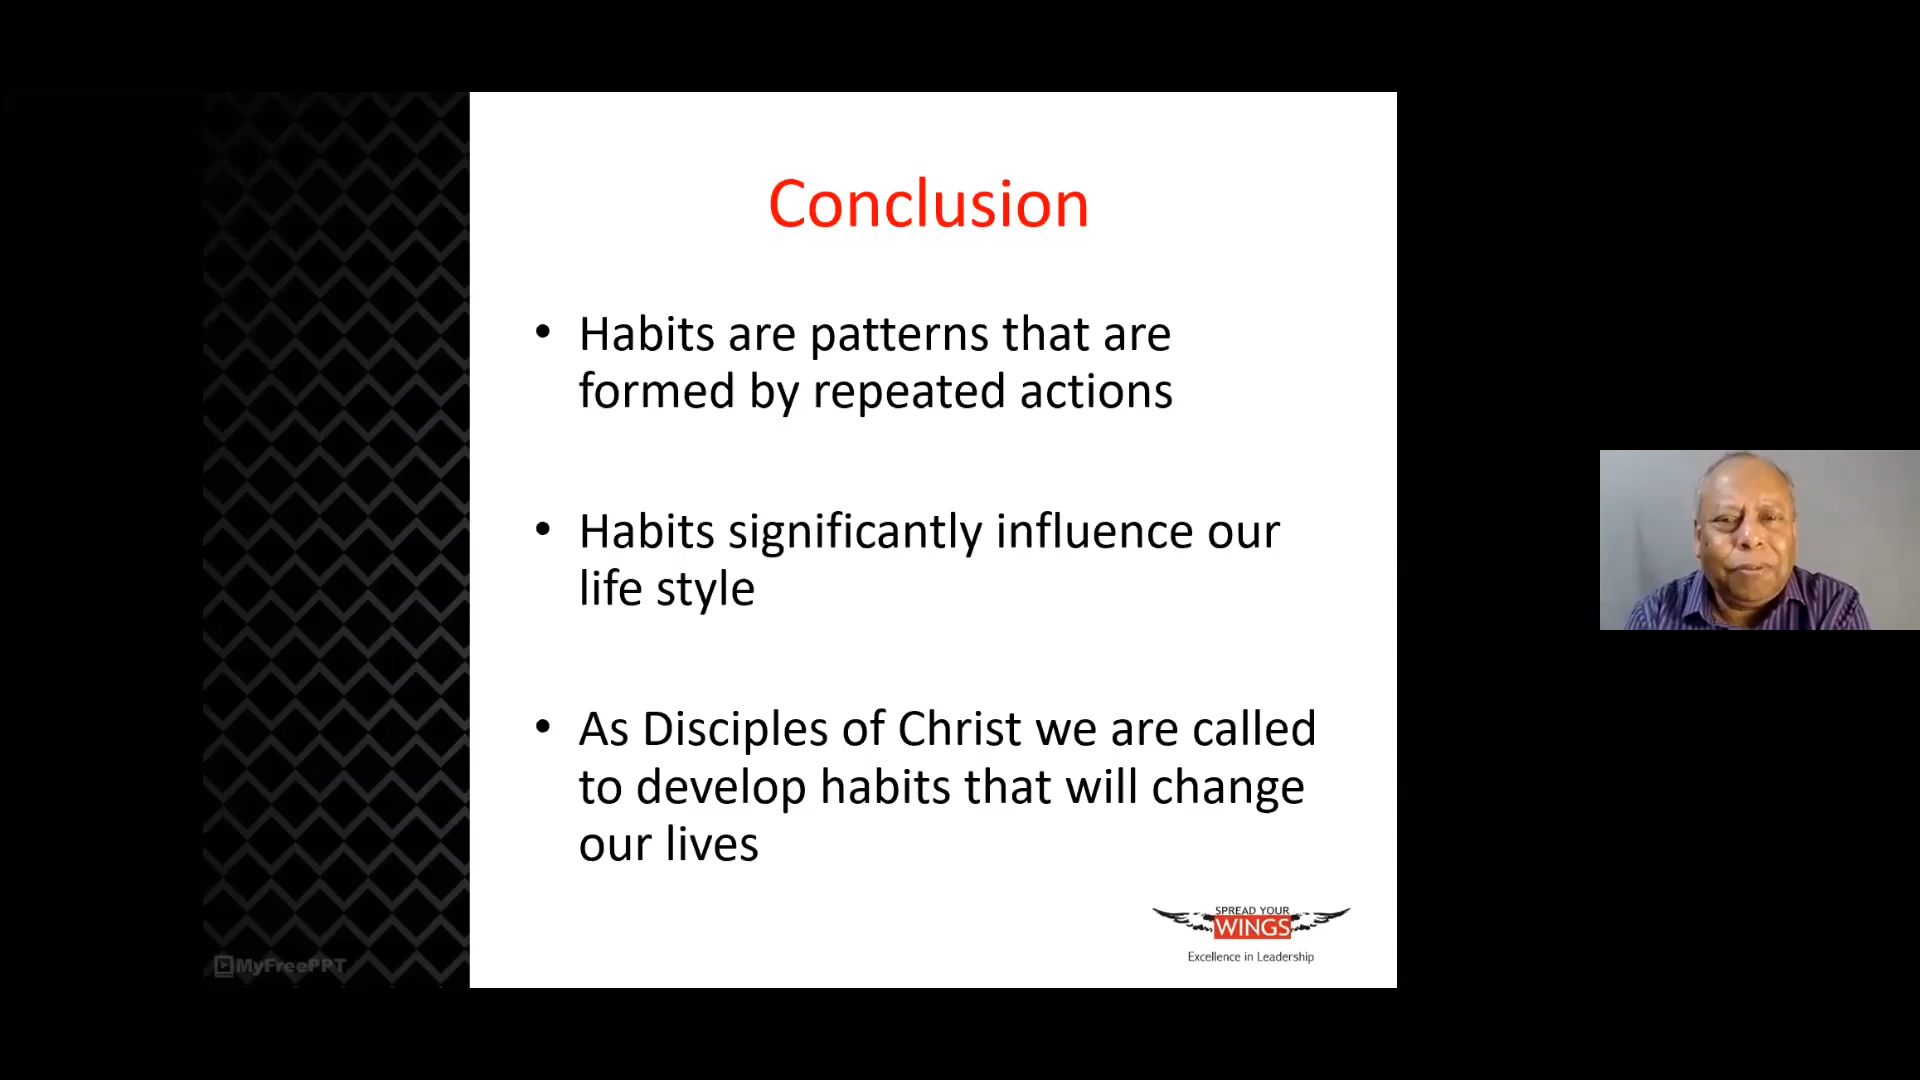 Conclusion
• Habits are patterns that are
formed by repeated actions
• Habits significantly influence our
life style
• As Disciples of Christ we are called
to develop habits that will change
our lives
SPREAD YOUR
WINGS
Excellence in Leadership
MyFreePPT